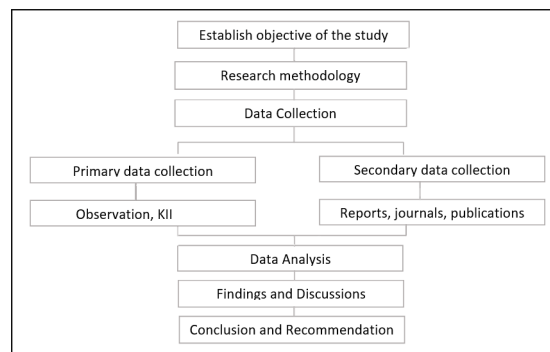 Establish objective of the study
Research methodology
Data Collection
Primary data collection
Secondary data collection
Observation, KII
Reports, journals, publications
Data Analysis
Findings and Discussions
Conclusion and Recommendation